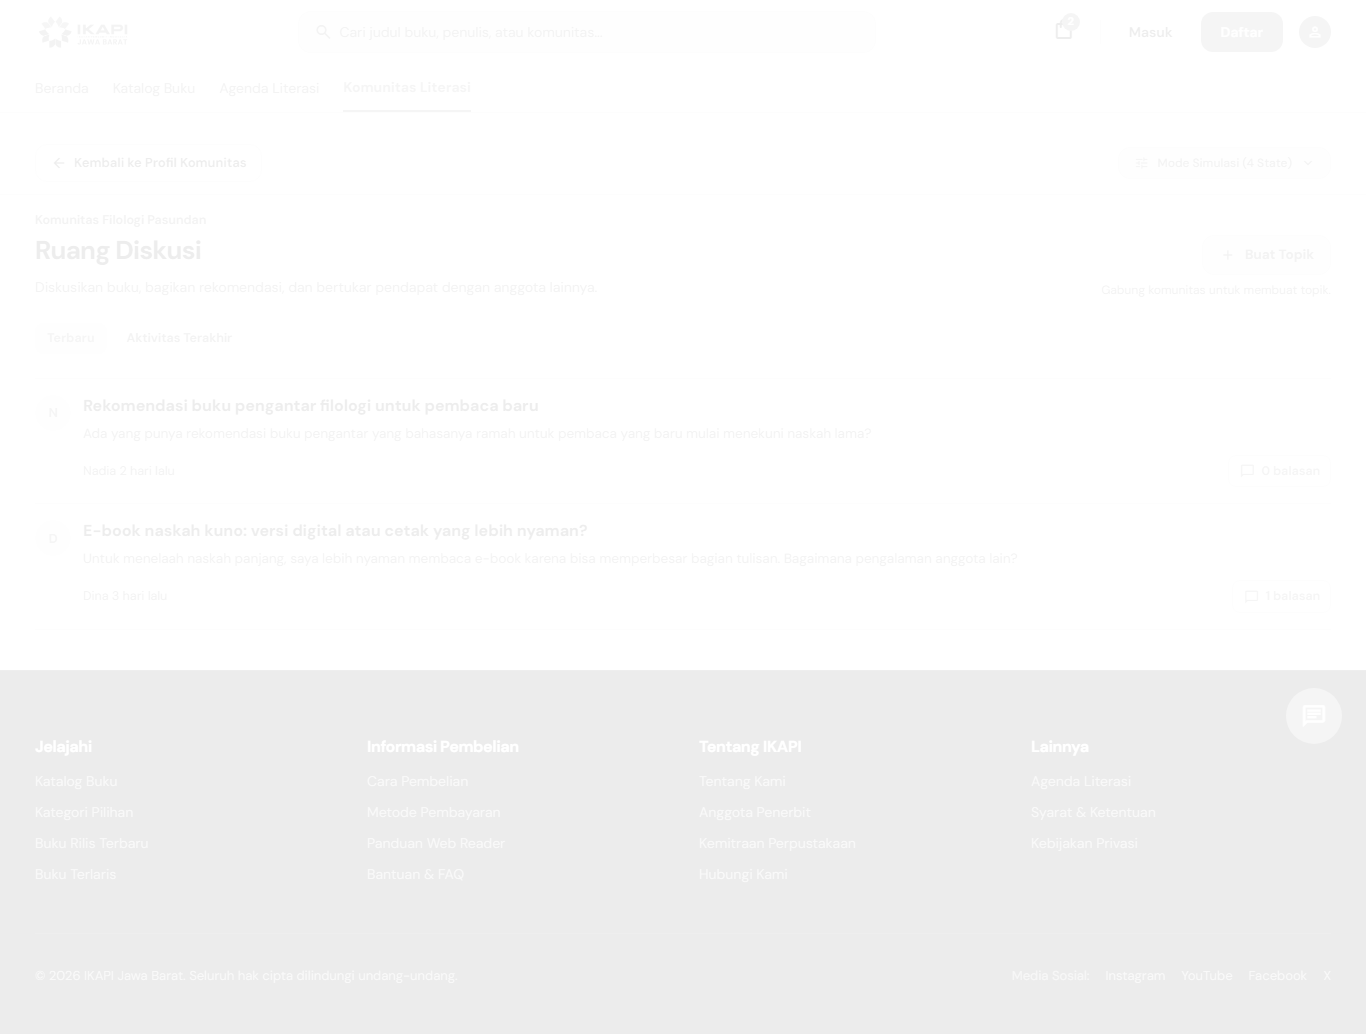 IKAPI
JAWA BARAT
Cari judul buku, penulis, atau komunitas...
2
Masuk
Daftar
Beranda
Katalog Buku
Agenda Literasi
Komunitas Literasi
Kembali ke Profil Komunitas
Mode Simulasi (4 State)
Komunitas Filologi Pasundan
Ruang Diskusi
Buat Topik
Diskusikan buku, bagikan rekomendasi, dan bertukar pendapat dengan anggota lainnya.
Gabung komunitas untuk membuat topik
Terbaru
Aktivitas Terakhir
N
Rekomendasi buku pengantar filologi untuk pembaca baru
Ada yang punya rekomendasi buku pengantar yang bahasanya ramah untuk pembaca yang baru mulai menekuni naskah lama?
Nadia 2 hari lalu
0 balasan
D
E-book naskah kuno: versi digital atau cetak yang lebih nyaman?
Untuk menelaah naskah panjang, saya lebih nyaman membaca e-book karena bisa memperbesar bagian tulisan. Bagaimana pengalaman anggota lain?
Dina 3 hari lalu
1 balasan
Jelajahi
Katalog Buku
Kategori Pilihan
Buku Rilis Terbaru
Buku Terlaris
Informasi Pembelian
Cara Pembelian
Metode Pembayaran
Panduan Web Reader
Bantuan & FAQ
Tentang IKAPI
Tentang Kami
Anggota Penerbit
Kemitraan Perpustakaan
Hubungi Kami
Lainnya
Agenda Literasi
Syarat & Ketentuan
Kebijakan Privasi
© 2026 IKAPI Jawa Barat. Seluruh hak cipta dilindungi undang-undang.
Media Sosial:
Instagram
YouTube
Facebook
X